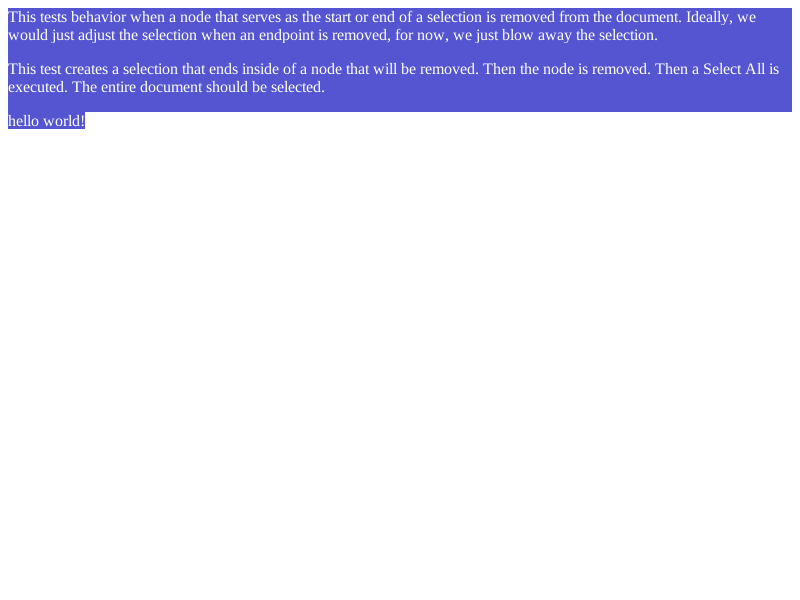 This tests behavior when a node that serves as the start or end of a selection is removed from the document. Ideally, we
would just adjust the selection when an endpoint is removed, for now, we just blow away the selection.
This test creates a selection that ends inside of a node that will be removed. Then the node is removed. Then a Select All is
executed. The entire document should be selected.
hello world!